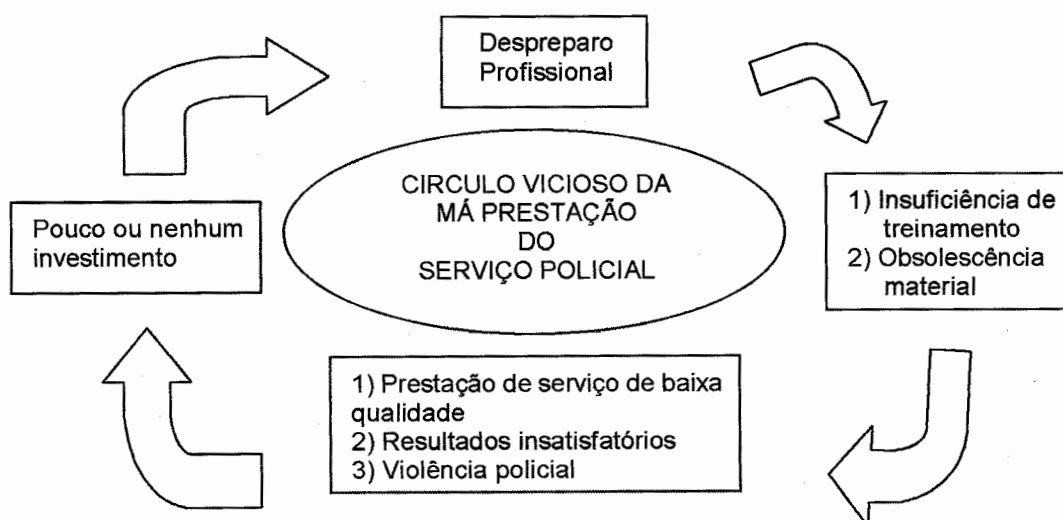 Despreparo
Profissional
CIRCULO VICIOSO DA
MÁ PRESTAÇÃO
DO
SERVIÇO POLICIAL
1) Insuficiência de
treinamento
2) Obsolescência
material
1) Prestação de serviço de baixa
qualidade
2) Resultados insatisfatórios
3) Violência policial
Pouco ou nenhum
investimento